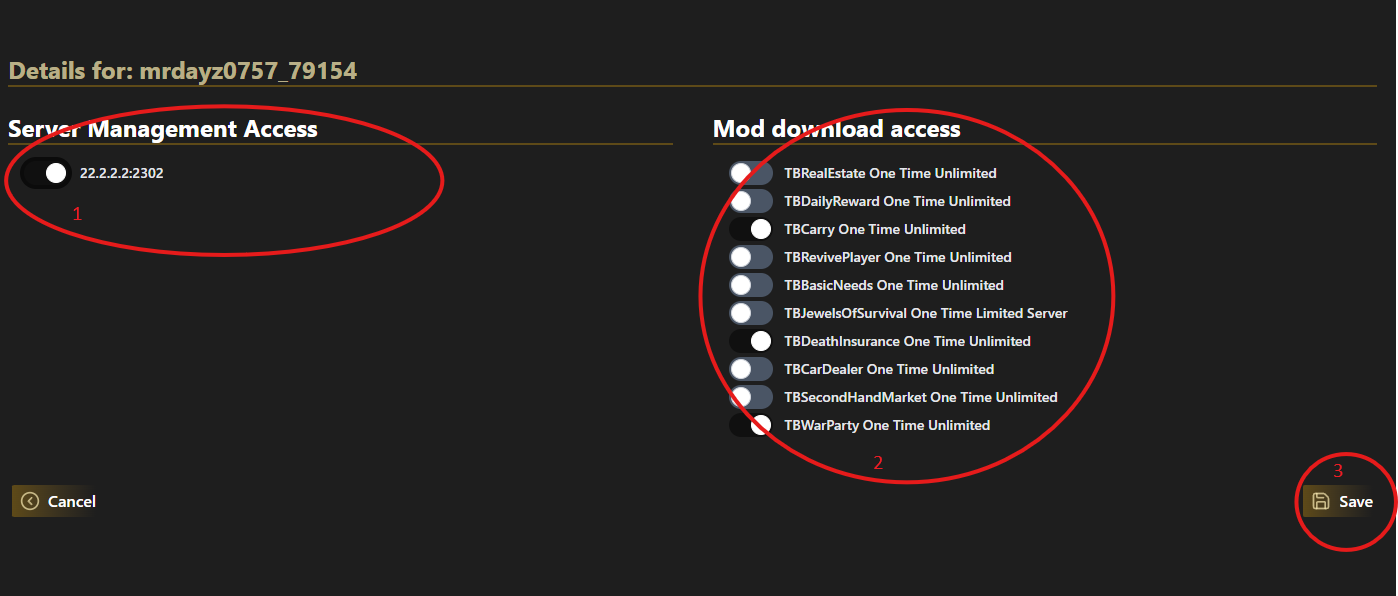 Details for: mrdayz0757_79154
Server Management Access
22.2.2.2:2302
1
Mod download access
TBRealEstate One Time Unlimited
TBDailyReward One Time Unlimited
TBCarry One Time Unlimited
TBRevivePlayer One Time Unlimited
TBBasicNeeds One Time Unlimited
TBJewelsOfSurvival One Time Limited Server
TBDeathInsurance One Time Unlimited
TBCarDealer One Time Unlimited
TBSecondHandMarket One Time Unlimited
TBWarParty One Time Unlimited
2
Cancel
3
Save